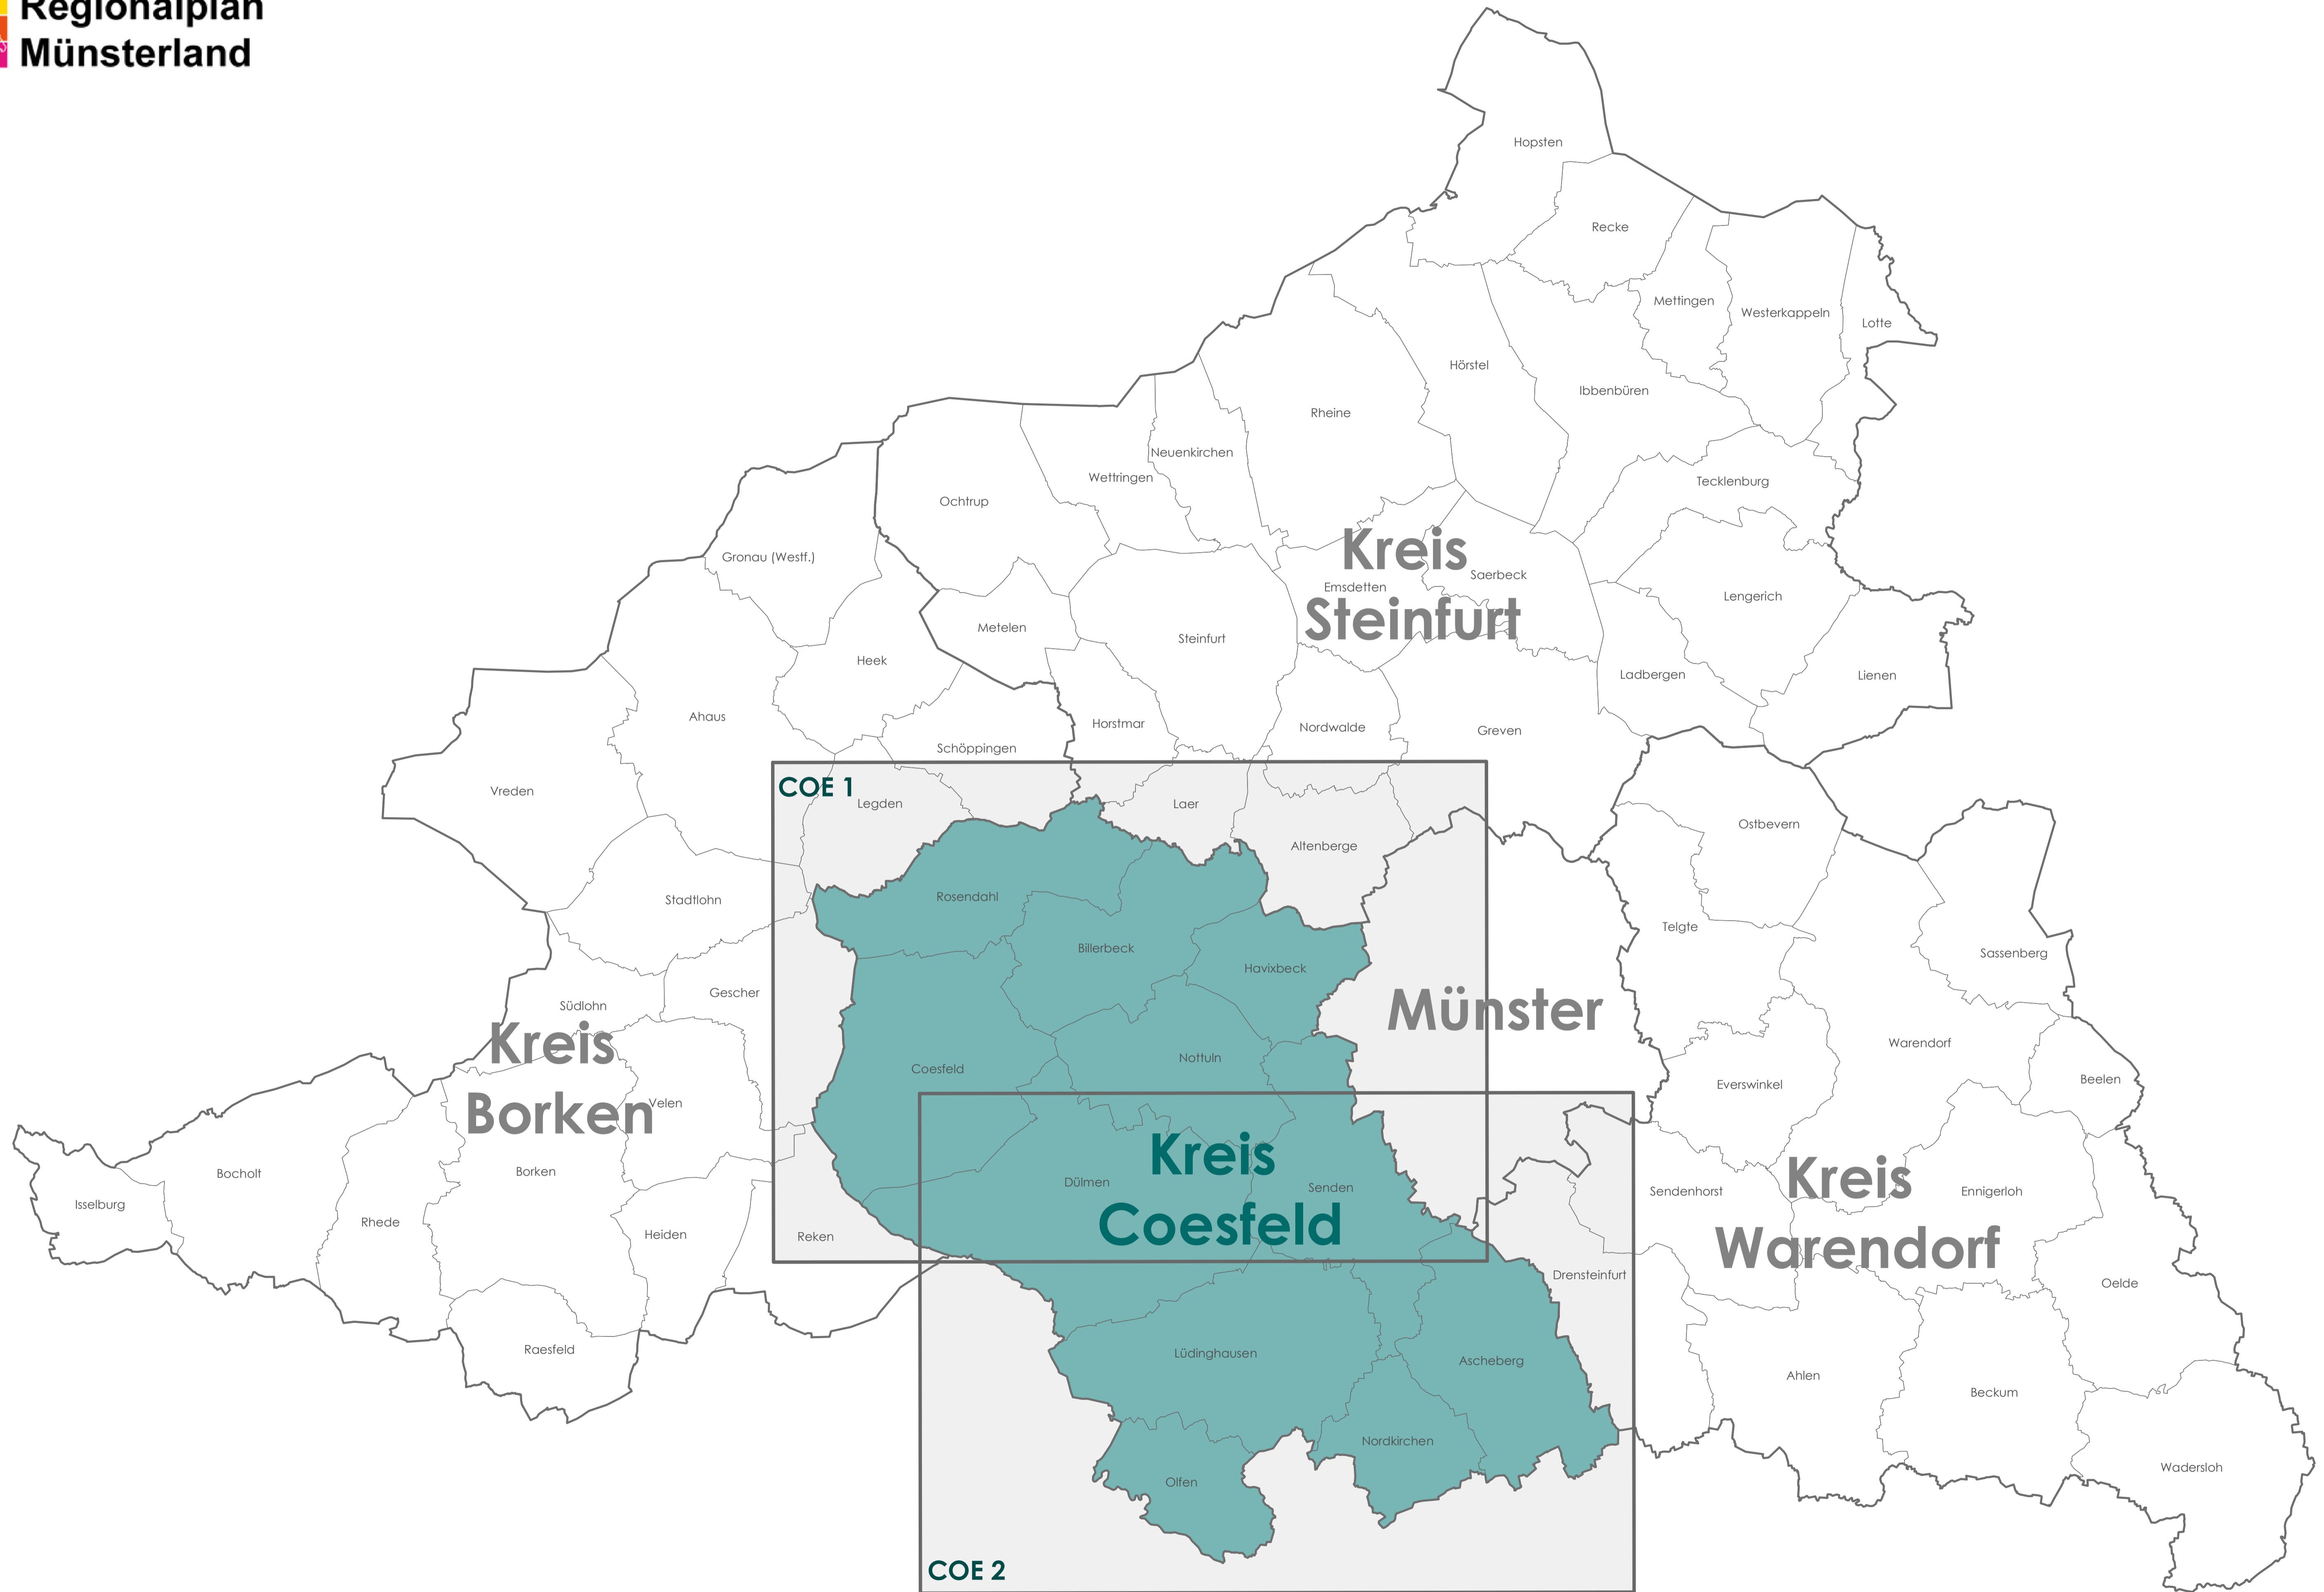 Regionalplan
Münsterland
Hopsten
Recke
Mettingen
Westerkappeln
Lotte
Hörstel
Ibbenbüren
Rheine
Neuenkirchen
Wettringen
Ochtrup
Tecklenburg
Gronau (Westf.)
Kreis
Steinfurt
Saerbeck
Emsdetten
Lengerich
Metelen
Steinfurt
Heek
Ladbergen
Lienen
Ahaus
Horstmar
Nordwalde
Greven
Schöppingen
Vreden
COE 1
Legden
Laer
Ostbevern
Altenberge
Stadtlohn
Rosendahl
Telgte
Billerbeck
Sassenberg
Havixbeck
Gescher
Südlohn
Münster
Kreis
Borken
Warendorf
Nottuln
Coesfeld
Everswinkel
Beelen
Velen
Kreis
Coesfeld
Bocholt
Borken
Dülmen
Senden
Sendenhorst
Kreis
Warendorf
Ennigerloh
Isselburg
Rhede
Heiden
Reken
Drensteinfurt
Oelde
Raesfeld
Lüdinghausen
Ascheberg
Ahlen
Beckum
Nordkirchen
Olfen
Wadersloh
COE 2